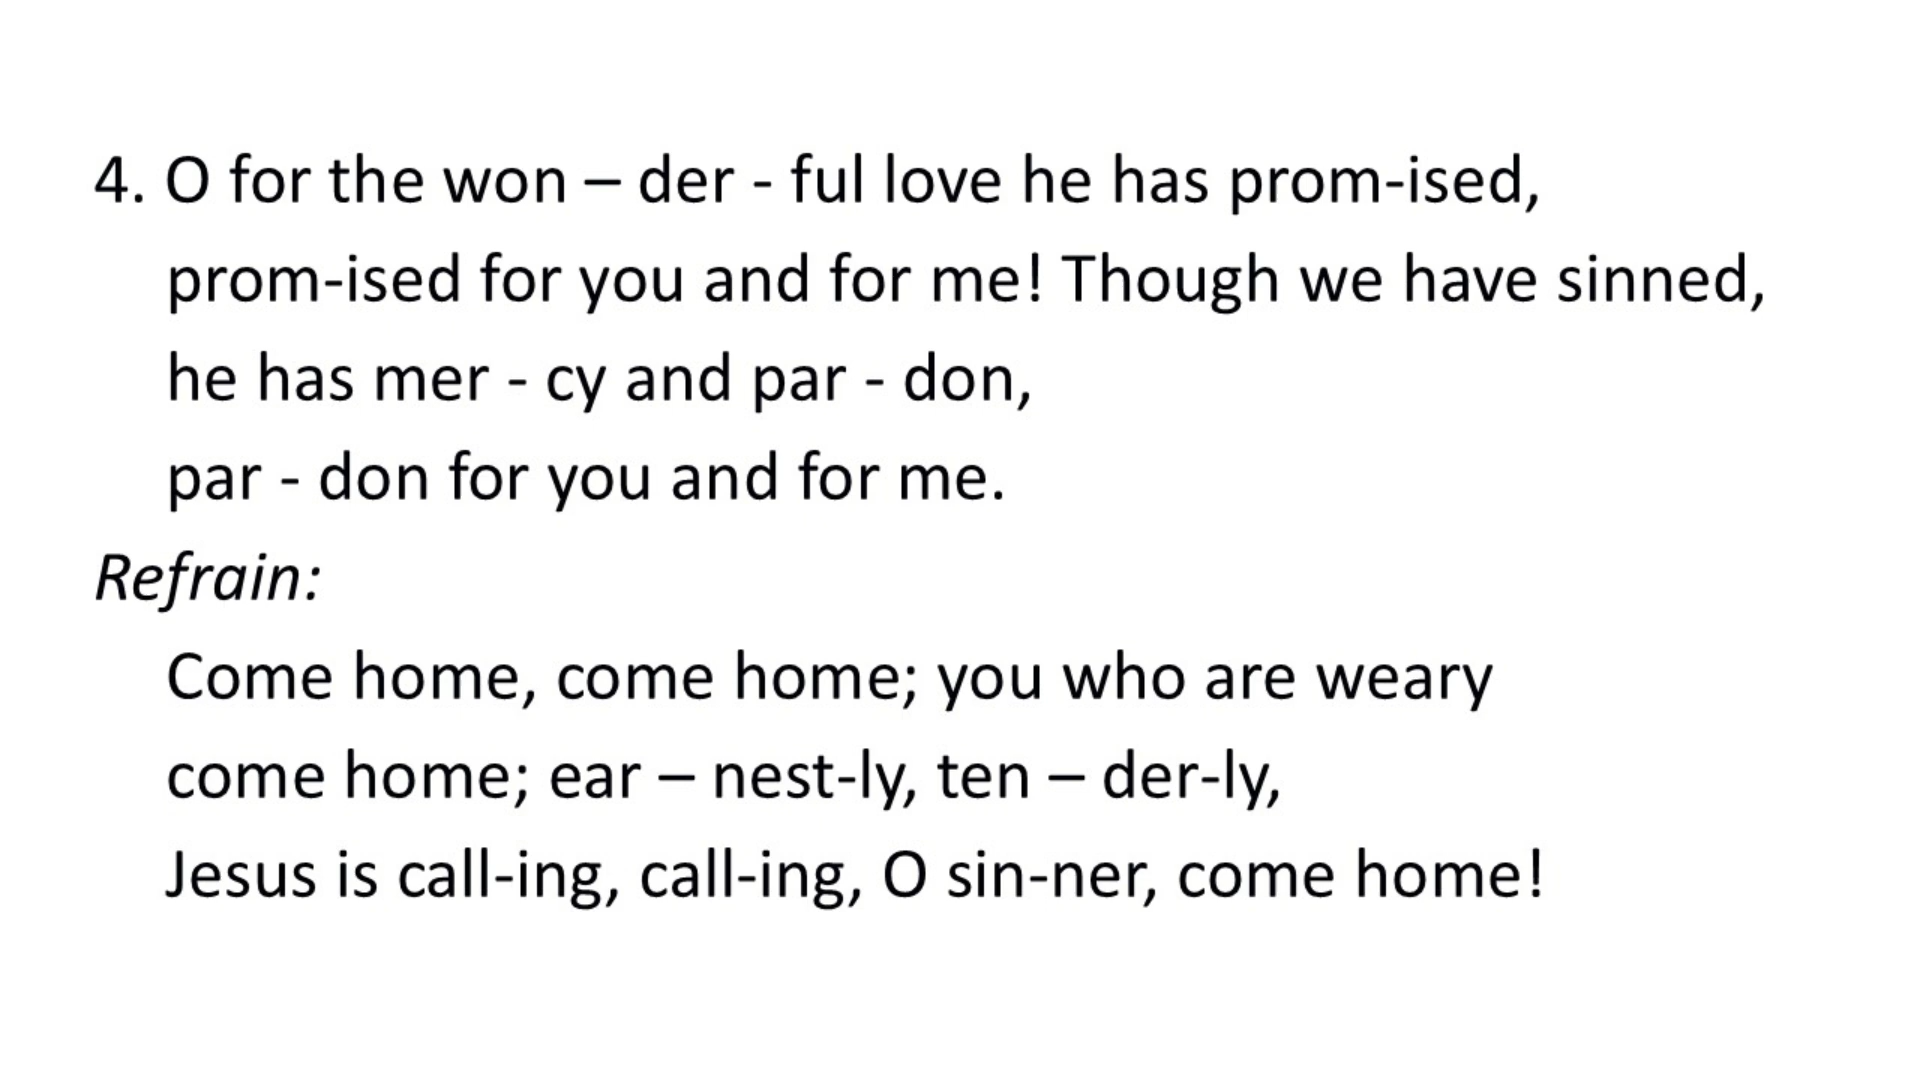 4. O for the won – der - ful love he has prom-ised,
prom-ised for you and for me! Though we have sinned,
he has mer - cy and par - don,
par - don for you and for me.
Refrain:
Come home, come home; you who are weary
come home; ear – nest-ly, ten – der-ly,
Jesus is call-ing, call-ing, O sin-ner, come home!